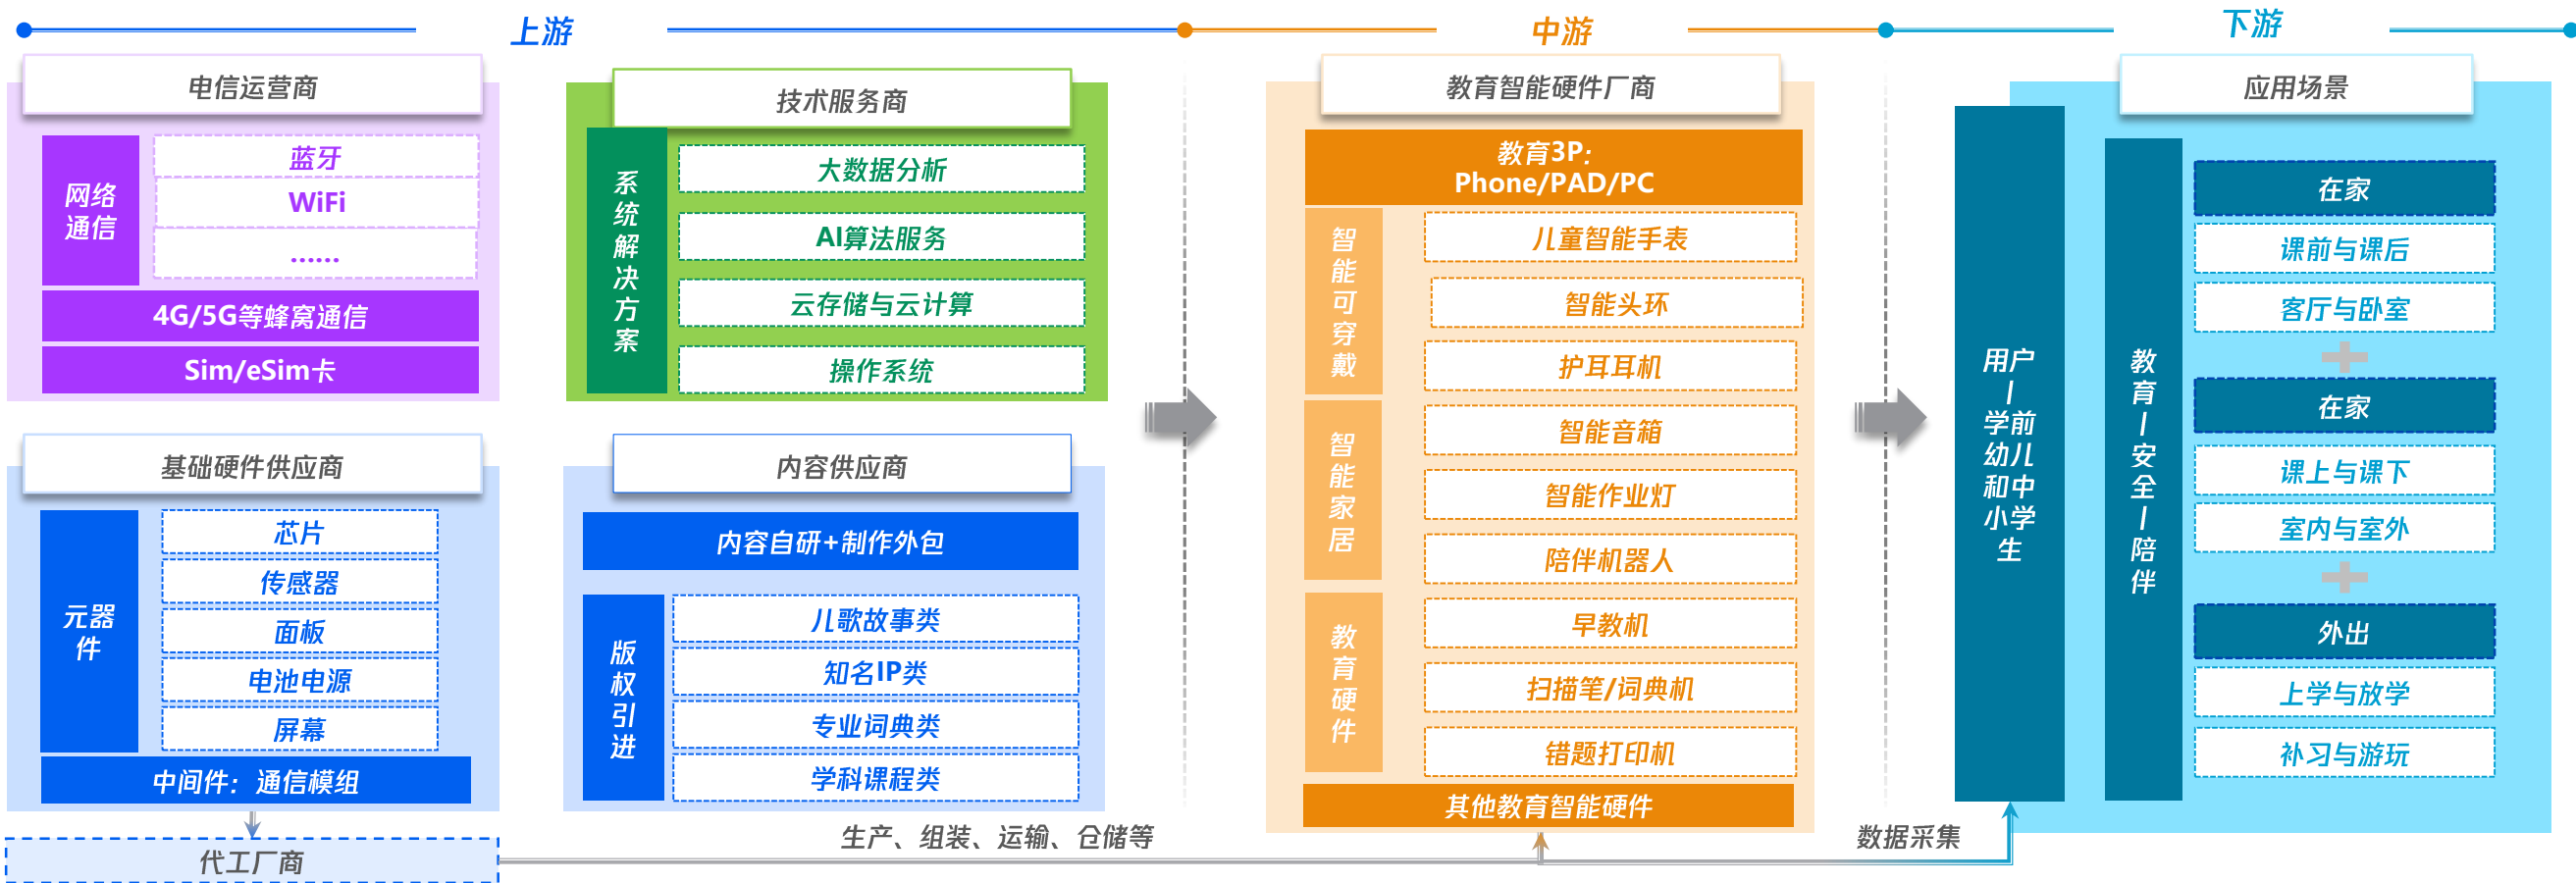 上游
中游
下游
电信运营商
网络
通信
蓝牙
WiFi
……
4G/5G等蜂窝通信
Sim/eSim卡
技术服务商
系统解决方案
大数据分析
AI算法服务
云存储与云计算
操作系统
基础硬件供应商
元器
件
芯片
传感器
面板
电池电源
屏幕
中间件：通信模组
代工厂商
内容供应商
内容自研+制作外包
版权引进
儿歌故事类
知名IP类
专业词典类
学科课程类
生产、组装、运输、仓储等
教育智能硬件厂商
教育3P：
Phone/PAD/PC
智能可穿戴
儿童智能手表
智能头环
护耳耳机
智能家居
智能音箱
智能作业灯
陪伴机器人
教育硬件
早教机
扫描笔/词典机
错题打印机
其他教育智能硬件
数据采集
用户
—
学前
幼儿
和中
小学
生
应用场景
教育—安全—陪伴
在家
课前与课后
客厅与卧室
在家
课上与课下
室内与室外
外出
上学与放学
补习与游玩